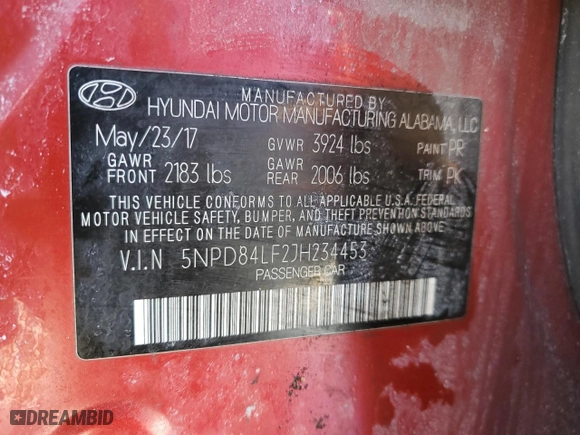 MANUFACTURED BY
HYUNDAI MOTOR MANUFACTURING ALABAMA, LLC
May/23/17 GVWR 3924 lbs PAINT PR
GAWR FRONT 2183 lbs GAWR REAR 2006 lbs TRIM PK
THIS VEHICLE CONFORMS TO ALL APPLICABLE U.S.A. FEDERAL
MOTOR VEHICLE SAFETY, BUMPER, AND THEFT PREVENTION STANDARDS
IN EFFECT ON THE DATE OF MANUFACTURE SHOWN ABOVE.
V.I.N 5NPD84LF2JH234453
PASSENGER CAR
DREAMBID